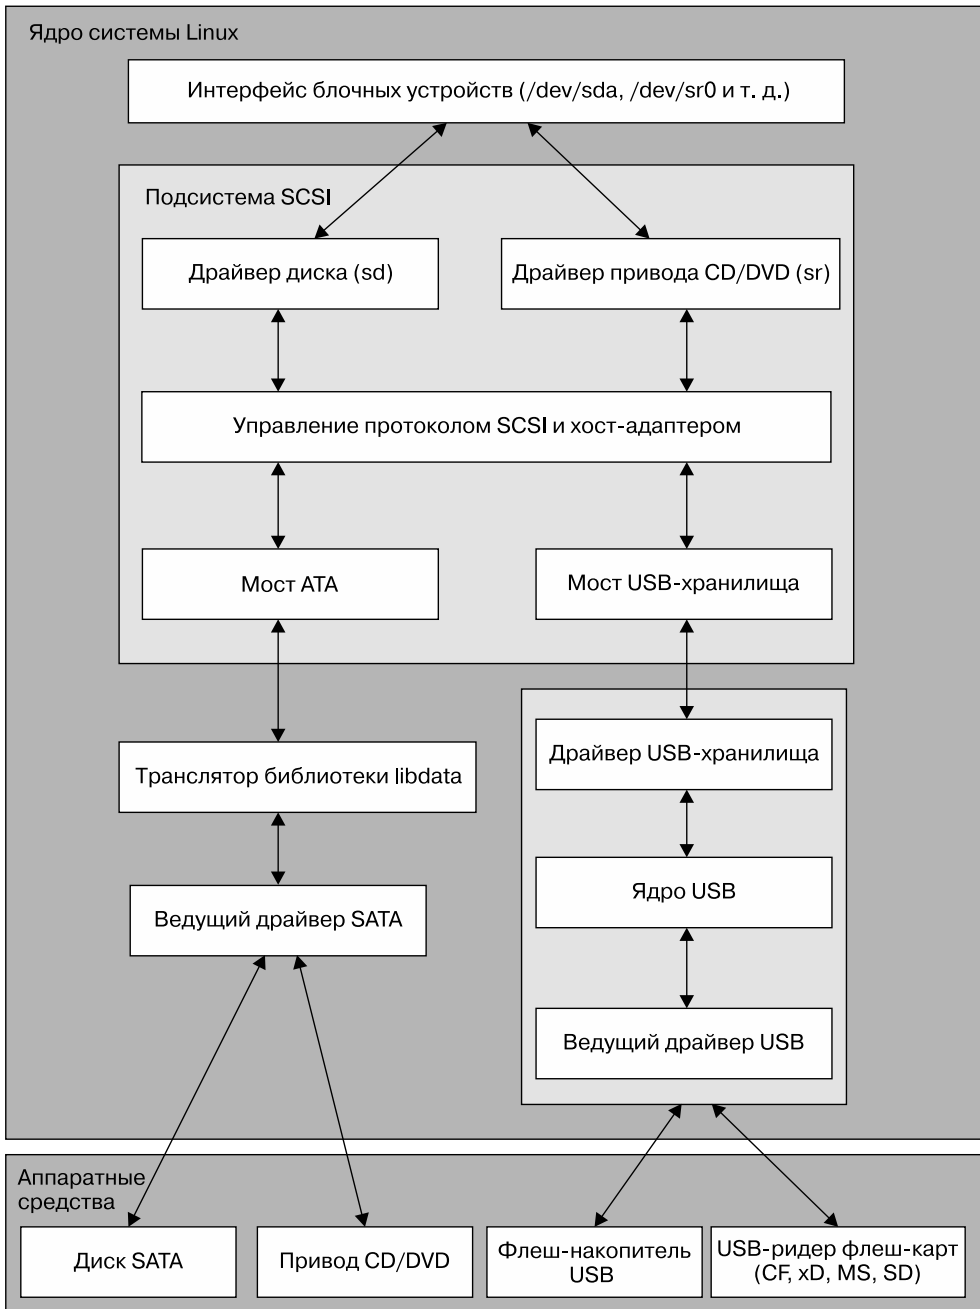 Ядро системы Linux
Интерфейс блочных устройств (/dev/sda, /dev/sr0 и т. д.)
Подсистема SCSI
Драйвер диска (sd)
Драйвер привода CD/DVD (sr)
Управление протоколом SCSI и хост-адаптером
Мост ATA
Мост USB-хранилища
Драйвер USB-хранилища
Транслятор библиотеки libdata
Ядро USB
Ведущий драйвер SATA
Ведущий драйвер USB
Аппаратные
средства
Диск SATA
Привод CD/DVD
Флеш-накопитель
USB
USB-ридер флеш-карт
(CF, xD, MS, SD)